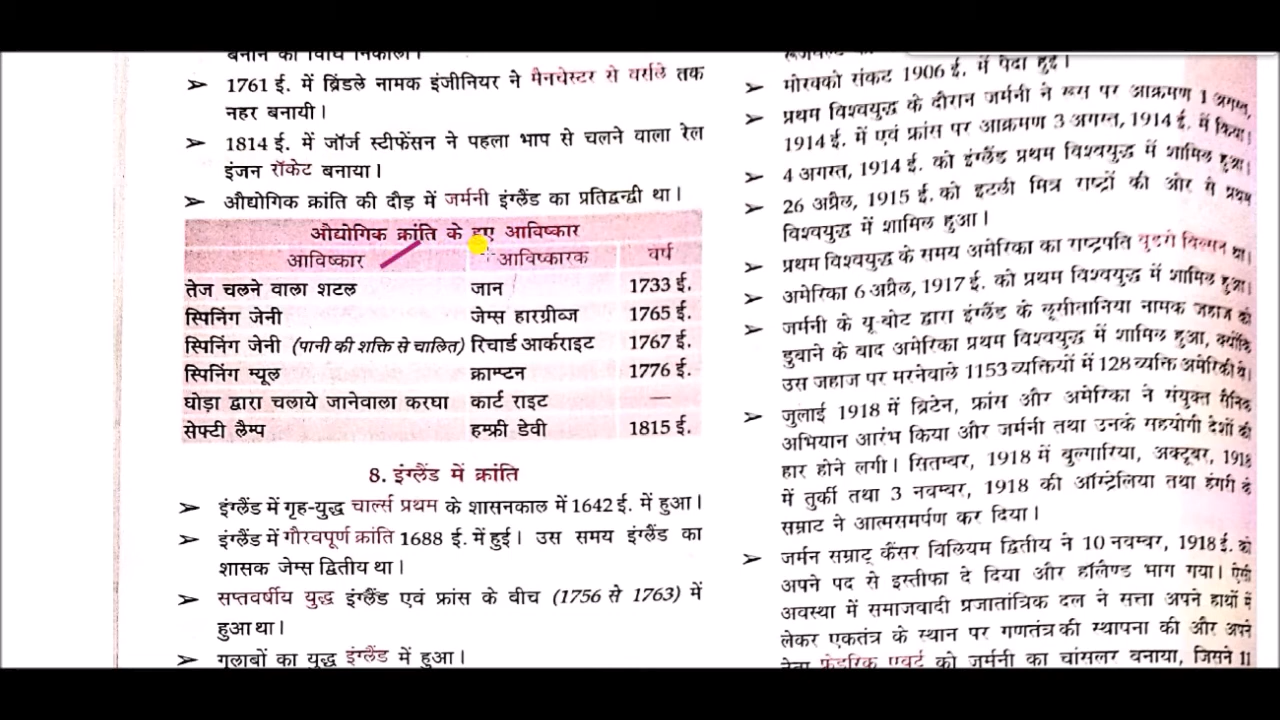 बनाने की विधि निकाली।
➢ 1761 ई. में ब्रिंडले नामक इंजीनियर ने मैनचेस्टर से वर्सले तक
नहर बनायी।
➢ 1814 ई. में जॉर्ज स्टीफेंसन ने पहला भाप से चलने वाला रेल
इंजन रॉकेट बनाया।
➢ औद्योगिक क्रांति की दौड़ में जर्मनी इंग्लैंड का प्रतिद्वन्द्वी था।
औद्योगिक क्रांति के हुए आविष्कार
आविष्कार आविष्कारक वर्ष
तेज चलने वाला शटल जान 1733 ई.
स्पिनिंग जेनी जेम्स हारग्रीव्ज 1765 ई.
स्पिनिंग जेनी (पानी की शक्ति से चालित) रिचार्ड आर्कराइट 1767 ई.
स्पिनिंग म्यूल क्राम्पटन 1776 ई.
घोड़ा द्वारा चलाये जानेवाला करघा कार्ट राइट —
सेफ्टी लैम्प हम्फ्री डेवी 1815 ई.
8. इंग्लैंड में क्रांति
➢ इंग्लैंड में गृह-युद्ध चार्ल्स प्रथम के शासनकाल में 1642 ई. में हुआ।
➢ इंग्लैंड में गौरवपूर्ण क्रांति 1688 ई. में हुई। उस समय इंग्लैंड का
शासक जेम्स द्वितीय था।
➢ सप्तवर्षीय युद्ध इंग्लैंड एवं फ्रांस के बीच (1756 से 1763) में
हुआ था।
➢ गुलाबों का युद्ध इंग्लैंड में हुआ।
➢ मोरक्को संकट 1906 ई. में पैदा हुई।
➢ प्रथम विश्वयुद्ध के दौरान जर्मनी ने रूस पर आक्रमण 1 अगस्त,
1914 ई. में एवं फ्रांस पर आक्रमण 3 अगस्त, 1914 ई. में किया।
➢ 4 अगस्त, 1914 ई. को इंग्लैंड प्रथम विश्वयुद्ध में शामिल हुआ।
➢ 26 अप्रैल, 1915 ई. को इटली मित्र राष्ट्रों की ओर से प्रथम
विश्वयुद्ध में शामिल हुआ।
➢ प्रथम विश्वयुद्ध के समय अमेरिका का राष्ट्रपति वुडरो विल्सन था।
➢ अमेरिका 6 अप्रैल, 1917 ई. को प्रथम विश्वयुद्ध में शामिल हुआ।
➢ जर्मनी के यू-बोट द्वारा इंग्लैंड के लूसीतानिया नामक जहाज को
डुबाने के बाद अमेरिका प्रथम विश्वयुद्ध में शामिल हुआ, क्योंकि
उस जहाज पर मरनेवाले 1153 व्यक्तियों में 128 व्यक्ति अमेरिकी थे।
➢ जुलाई 1918 में ब्रिटेन, फ्रांस और अमेरिका ने संयुक्त सैनिक
अभियान आरंभ किया और जर्मनी तथा उनके सहयोगी देशों की
हार होने लगी। सितम्बर, 1918 में बुल्गारिया, अक्टूबर, 1918
में तुर्की तथा 3 नवम्बर, 1918 की ऑस्ट्रेलिया तथा हंगरी के
सम्राट ने आत्मसमर्पण कर दिया।
➢ जर्मन सम्राट् कैसर विलियम द्वितीय ने 10 नवम्बर, 1918 ई. को
अपने पद से इस्तीफा दे दिया और हॉलैण्ड भाग गया। ऐसी
अवस्था में समाजवादी प्रजातांत्रिक दल ने सत्ता अपने हाथों में
लेकर एकतंत्र के स्थान पर गणतंत्र की स्थापना की और अपने
नेता फ्रेडरिक एबर्ट को जर्मनी का चांसलर बनाया, जिसने 11